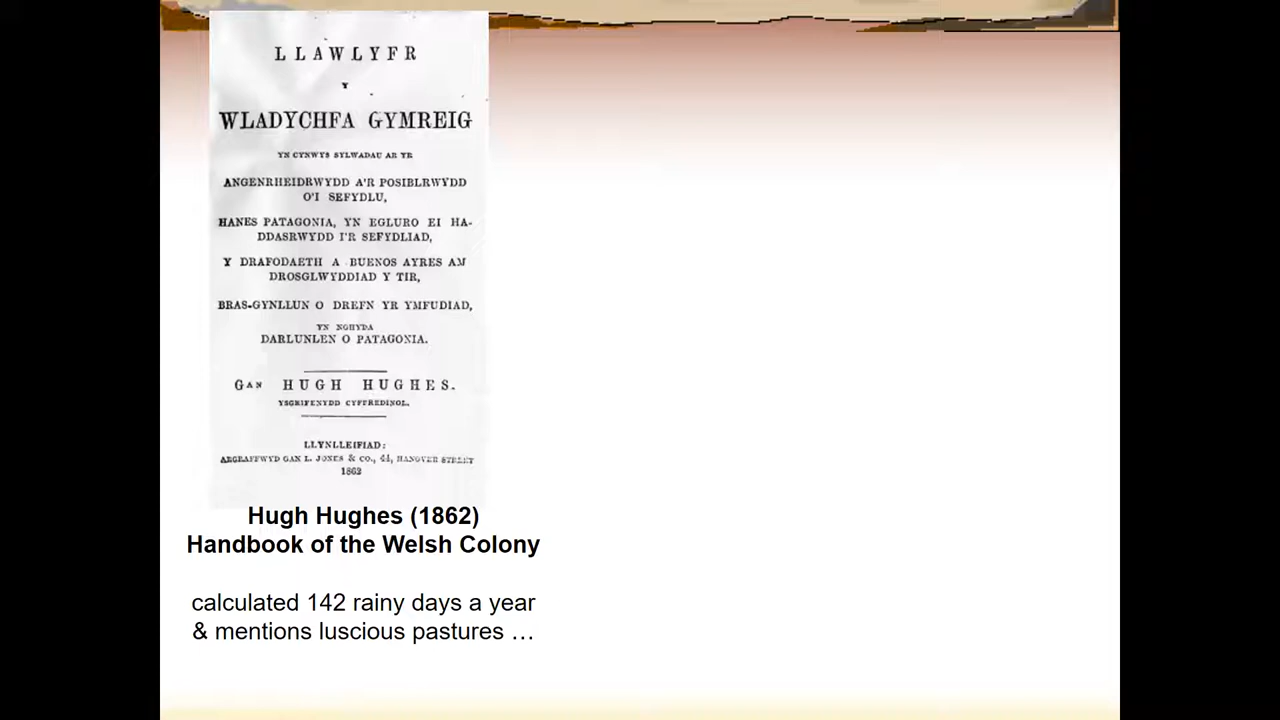 LLAWLYFR
Y
WLADYCHFA GYMREIG
YN CYNWYS SYLWADAU AR YR
ANGENRHEIDRWYDD A'R POSIBLRWYDD
O'I SEFYDLU,
HANES PATAGONIA, YN EGLURO EI HA-
DDASRWYDD I'R SEFYDLIAD,
Y DRAFODAETH A BUENOS AYRES AM
DROSGLWYDDIAD Y TIR,
BRAS-GYNLLUN O DREFN YR YMFUDIAD,
YN NGHYDA
DARLUNLEN O PATAGONIA.
GAN HUGH HUGHES.
YSGRIFENYDD CYFFREDINOL.
LLYNLLEIFIAD:
ARGRAFFWYD GAN L. JONES & CO., 44, HANOVER STREET
1862
Hugh Hughes (1862)
Handbook of the Welsh Colony
calculated 142 rainy days a year
& mentions luscious pastures …